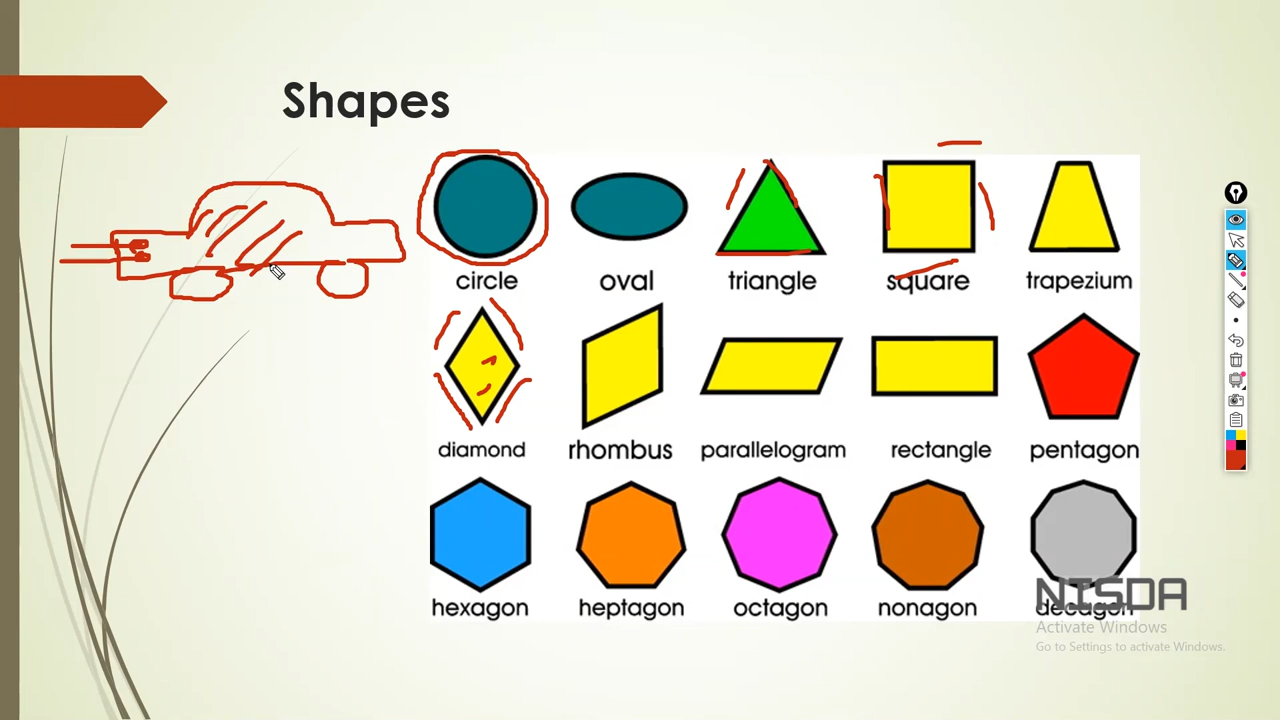 Shapes
circle oval triangle square trapezium
diamond rhombus parallelogram rectangle pentagon
hexagon heptagon octagon nonagon decagon
NISDA
Activate Windows
Go to Settings to activate Windows.